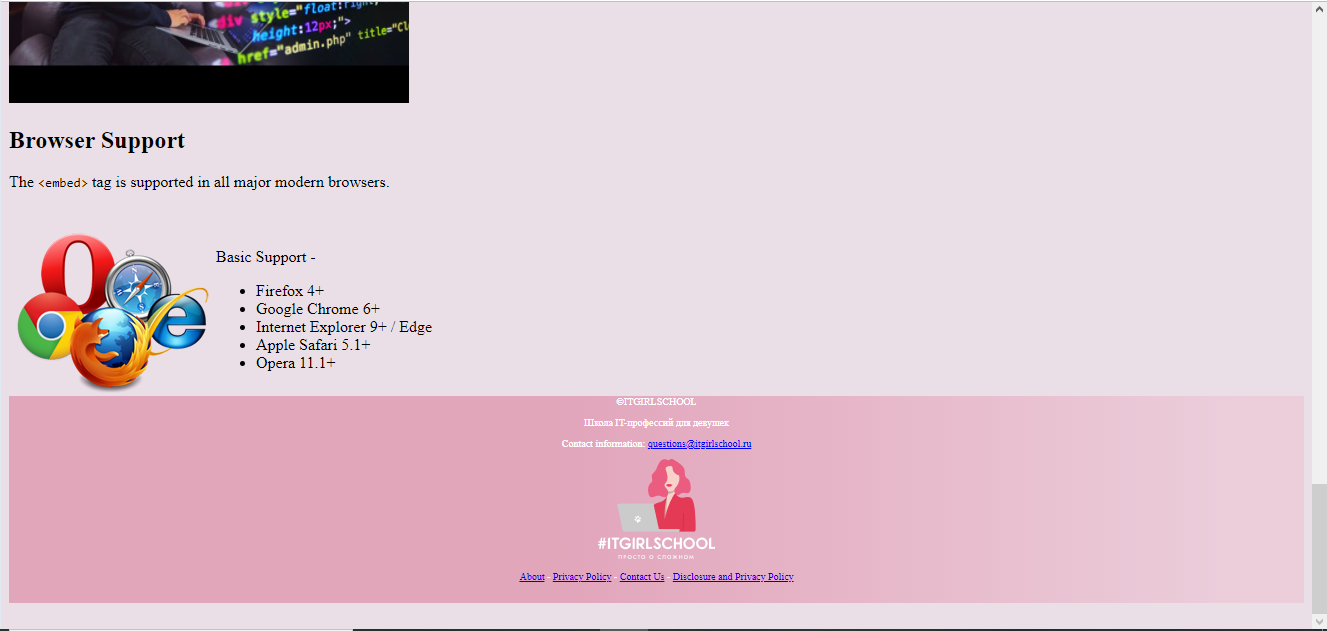 div style="float:righ
height:12px;">
href="admin.php" title="Cl
Browser Support
The <embed> tag is supported in all major modern browsers.
Basic Support -
Firefox 4+
Google Chrome 6+
Internet Explorer 9+ / Edge
Apple Safari 5.1+
Opera 11.1+
©ITGIRLSCHOOL
Школа IT-профессий для девушек
Contact information: questions@itgirlschool.ru
#ITGIRLSCHOOL
ПРОСТО О СЛОЖНОМ
About - Privacy Policy - Contact Us - Disclosure and Privacy Policy